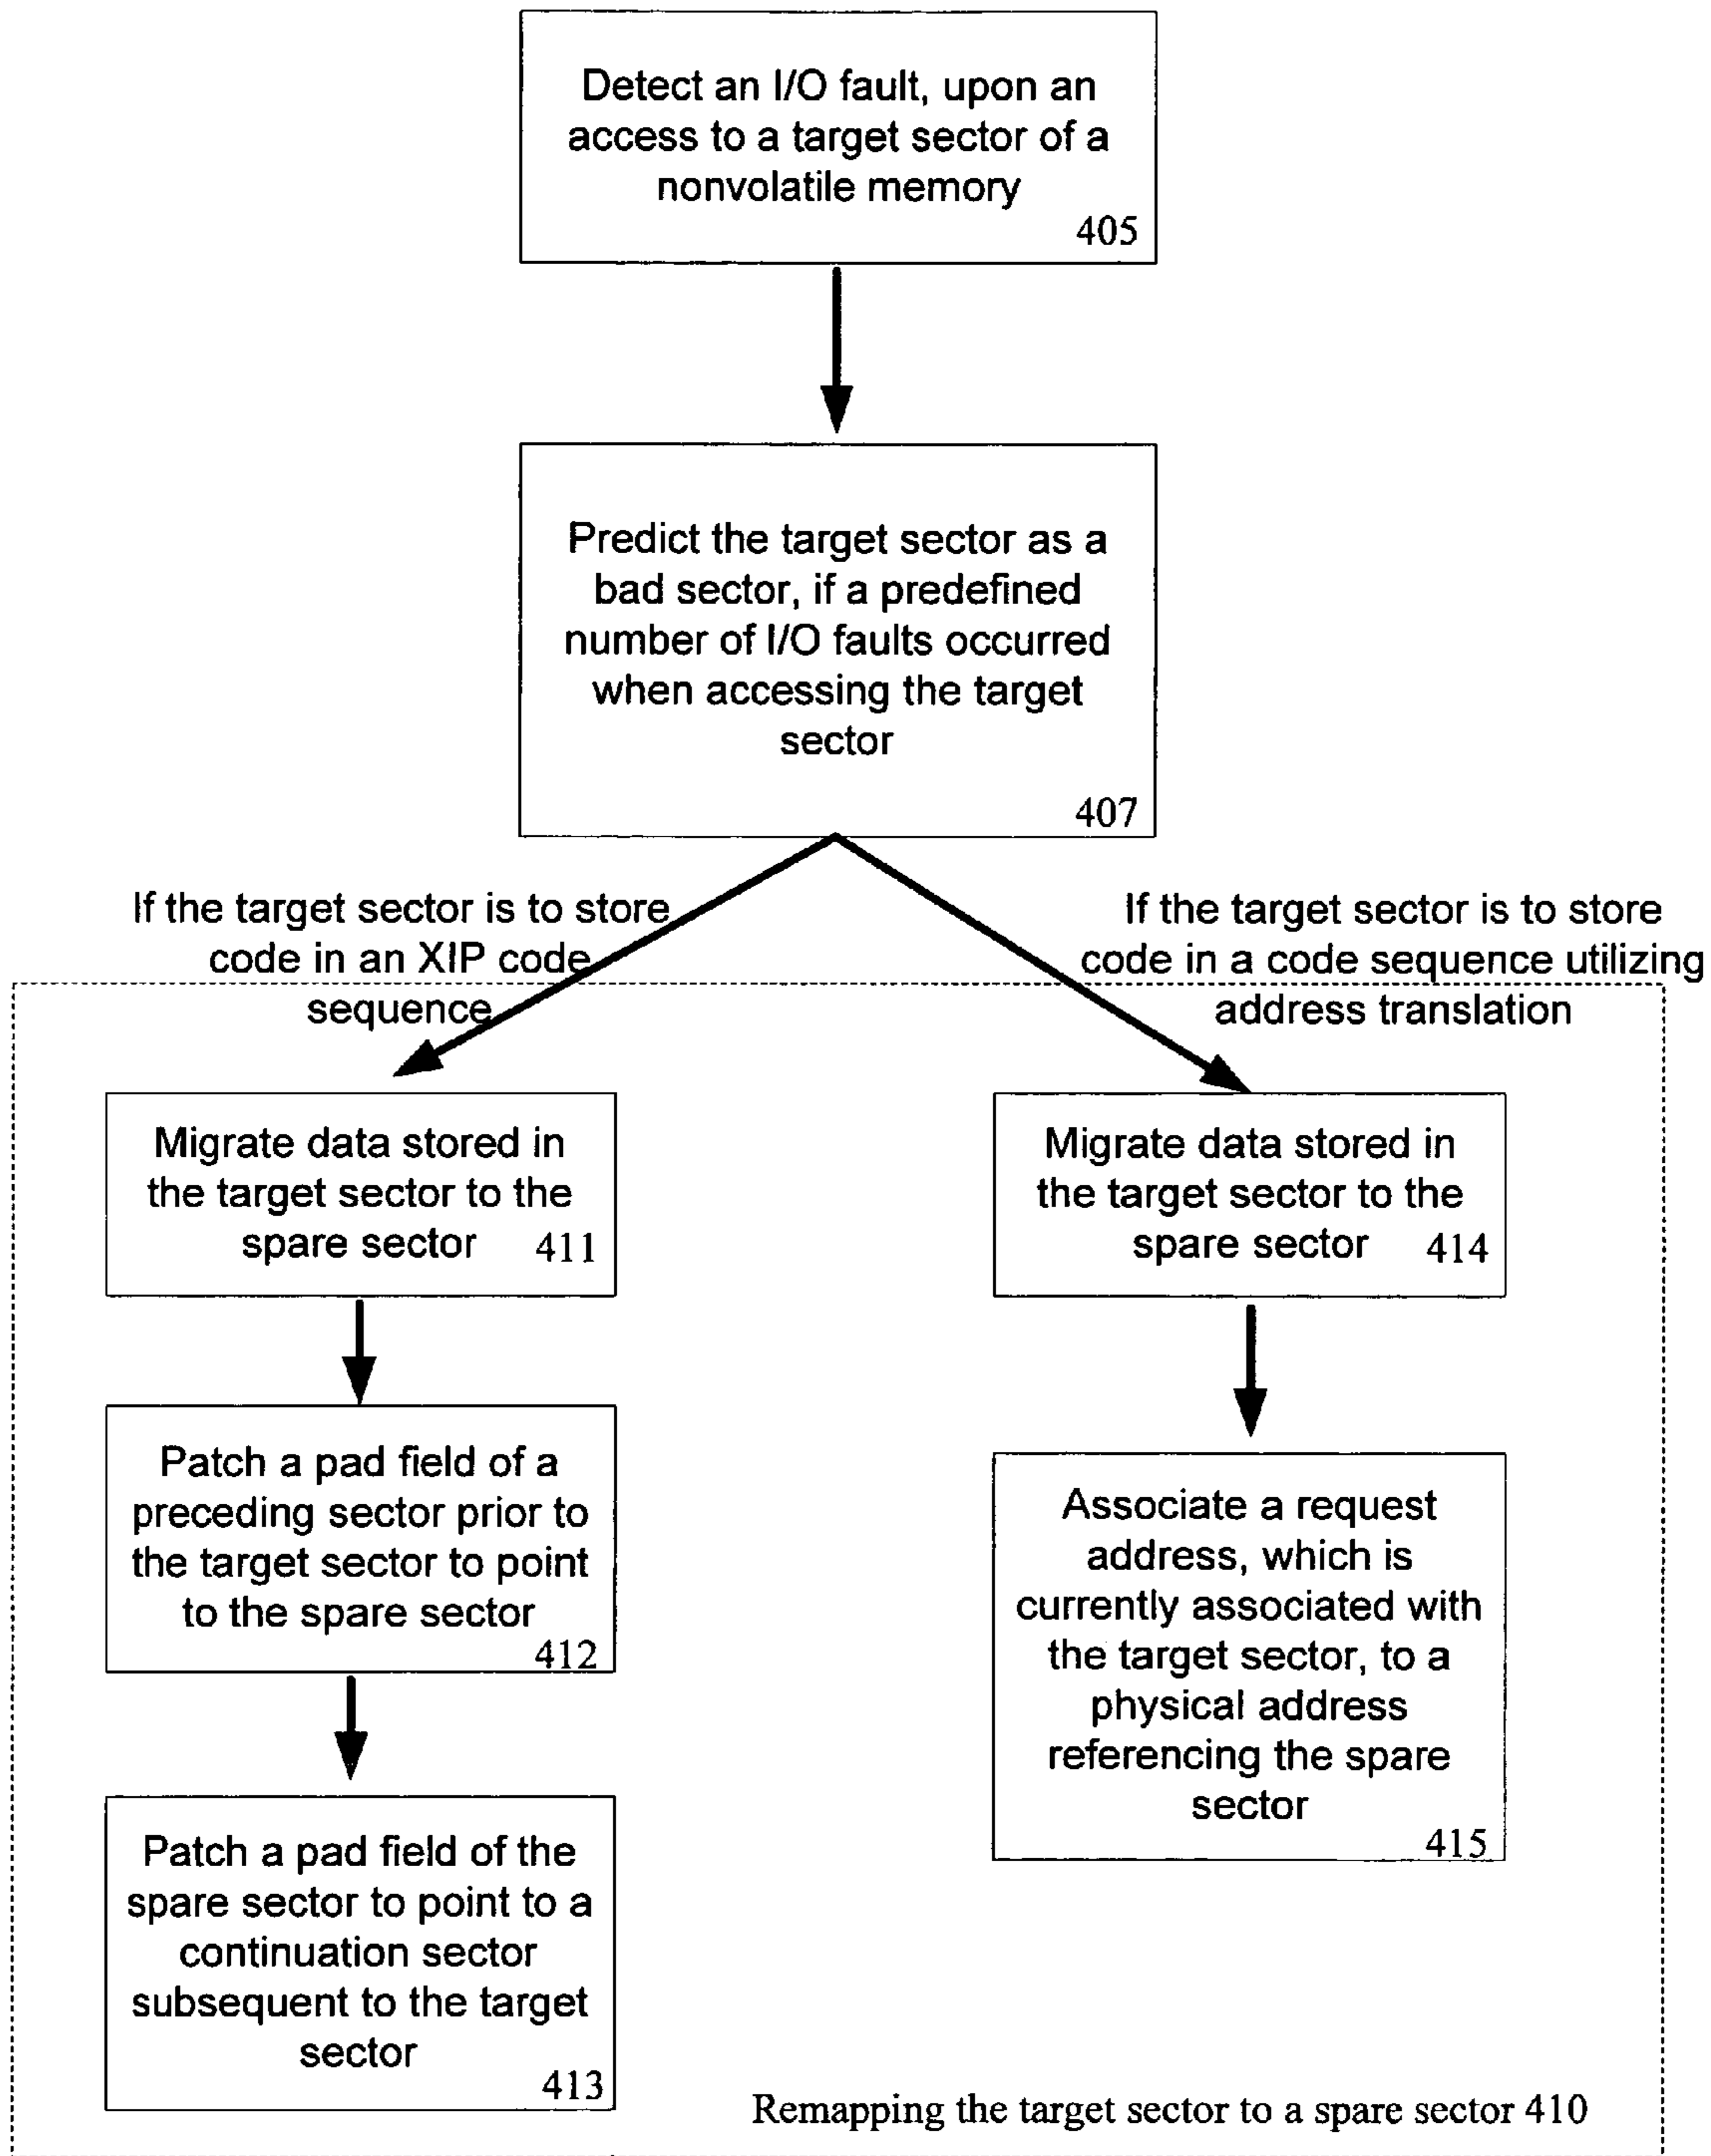 Detect an I/O fault, upon an
access to a target sector of a
nonvolatile memory
405
Predict the target sector as a
bad sector, if a predefined
number of I/O faults occurred
when accessing the target
sector
407
If the target sector is to store
code in an XIP code
sequence
If the target sector is to store
code in a code sequence utilizing
address translation
Migrate data stored in
the target sector to the
spare sector 411
Patch a pad field of a
preceding sector prior to
the target sector to point
to the spare sector
412
Patch a pad field of the
spare sector to point to a
continuation sector
subsequent to the target
sector
413
Migrate data stored in
the target sector to the
spare sector 414
Associate a request
address, which is
currently associated with
the target sector, to a
physical address
referencing the spare
sector
415
Remapping the target sector to a spare sector 410